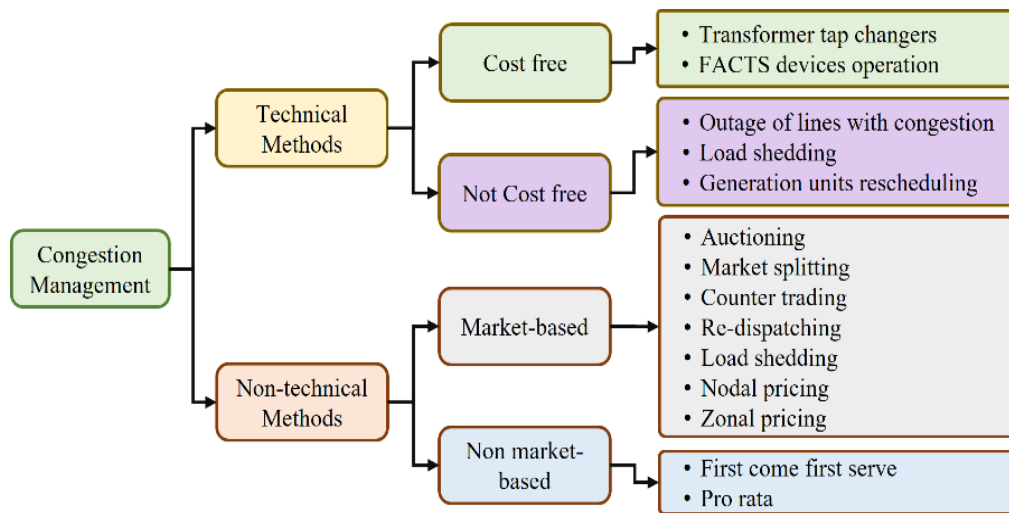 Congestion
Management
Technical
Methods
Cost free
• Transformer tap changers
• FACTS devices operation
Not Cost free
• Outage of lines with congestion
• Load shedding
• Generation units rescheduling
Non-technical
Methods
Market-based
• Auctioning
• Market splitting
• Counter trading
• Re-dispatching
• Load shedding
• Nodal pricing
• Zonal pricing
Non market-
based
• First come first serve
• Pro rata